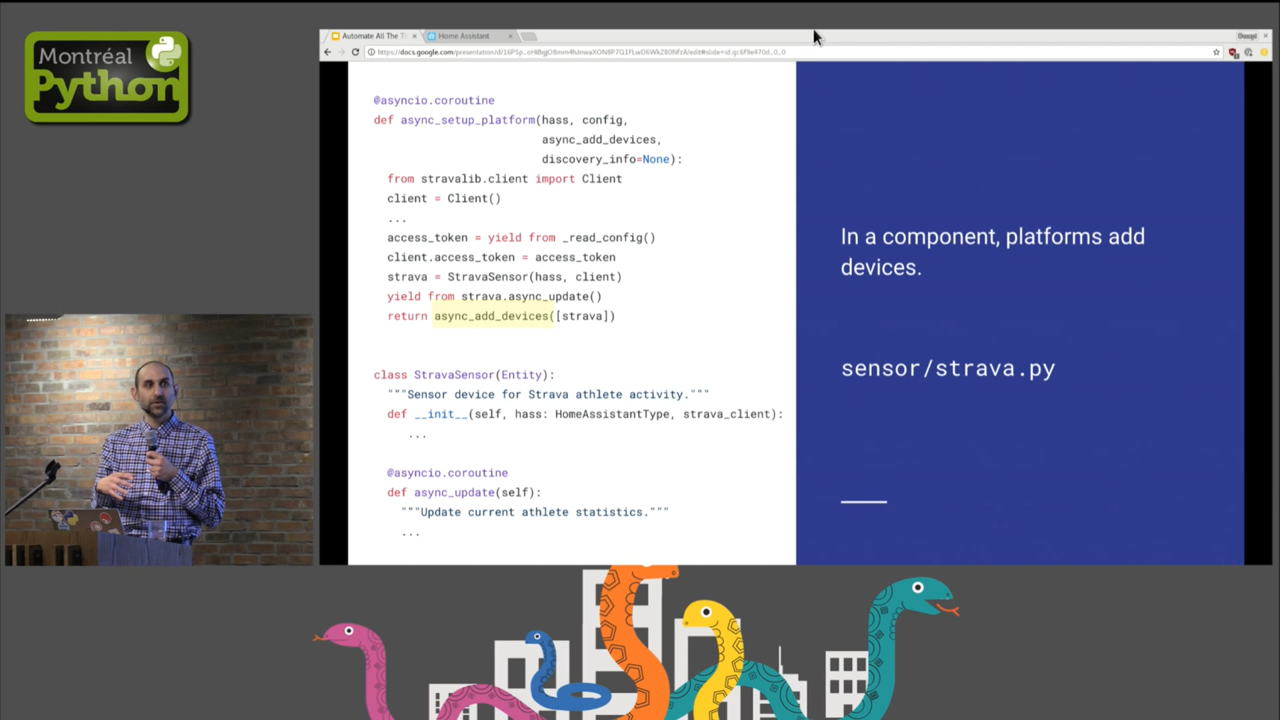 Montréal
Python
Automate All The T
Home Assistant
@asyncio.coroutine
def async_setup_platform(hass, config,
async_add_devices,
discovery_info=None):
from stravalib.client import Client
client = Client()
...
access_token = yield from _read_config()
client.access_token = access_token
strava = StravaSensor(hass, client)
yield from strava.async_update()
return async_add_devices([strava])
class StravaSensor(Entity):
"""Sensor device for Strava athlete activity."""
def __init__(self, hass: HomeAssistantType, strava_client):
...
@asyncio.coroutine
def async_update(self):
"""Update current athlete statistics."""
...
In a component, platforms add
devices.
sensor/strava.py